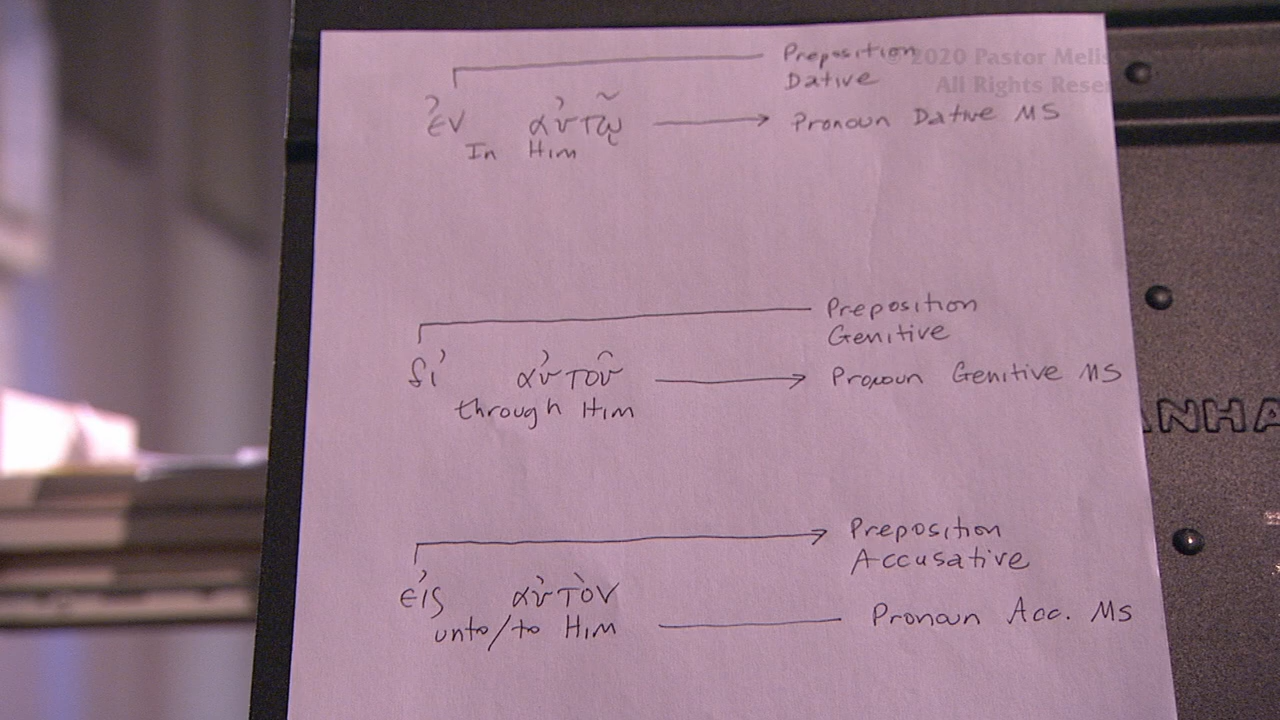 Preposition
© 2020 Pastor Melis
Dative
All Rights Reser
ἐν αὐτῷ Pronoun Dative MS
In Him
Preposition
Genitive
δι' αὐτοῦ Pronoun Genitive MS
through Him
ANHA
Preposition
Accusative
εἰς αὐτὸν
unto/to Him Pronoun Acc. MS